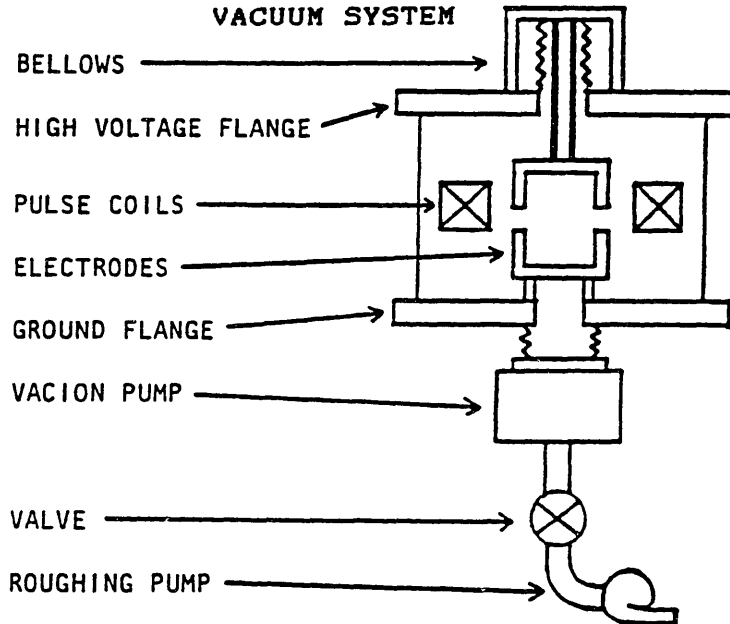 VACUUM SYSTEM
BELLOWS
HIGH VOLTAGE FLANGE
PULSE COILS
ELECTRODES
GROUND FLANGE
VACION PUMP
VALVE
ROUGHING PUMP